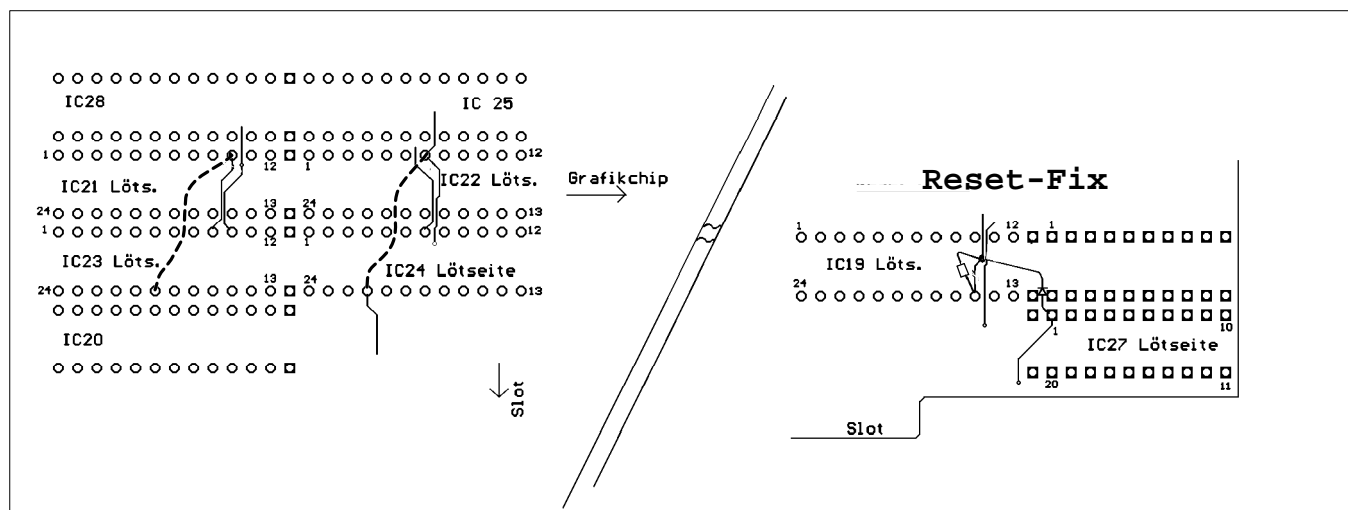 IC28
IC 25
1
12
1
12
IC21 Löts.
IC22 Löts.
Grafikchip
24
13
24
13
1
12
1
12
IC23 Löts.
IC24 Lötseite
24
13
24
13
IC20
Slot
Reset-Fix
1
12
1
IC19 Löts.
24
13
1
10
IC27 Lötseite
20
11
Slot